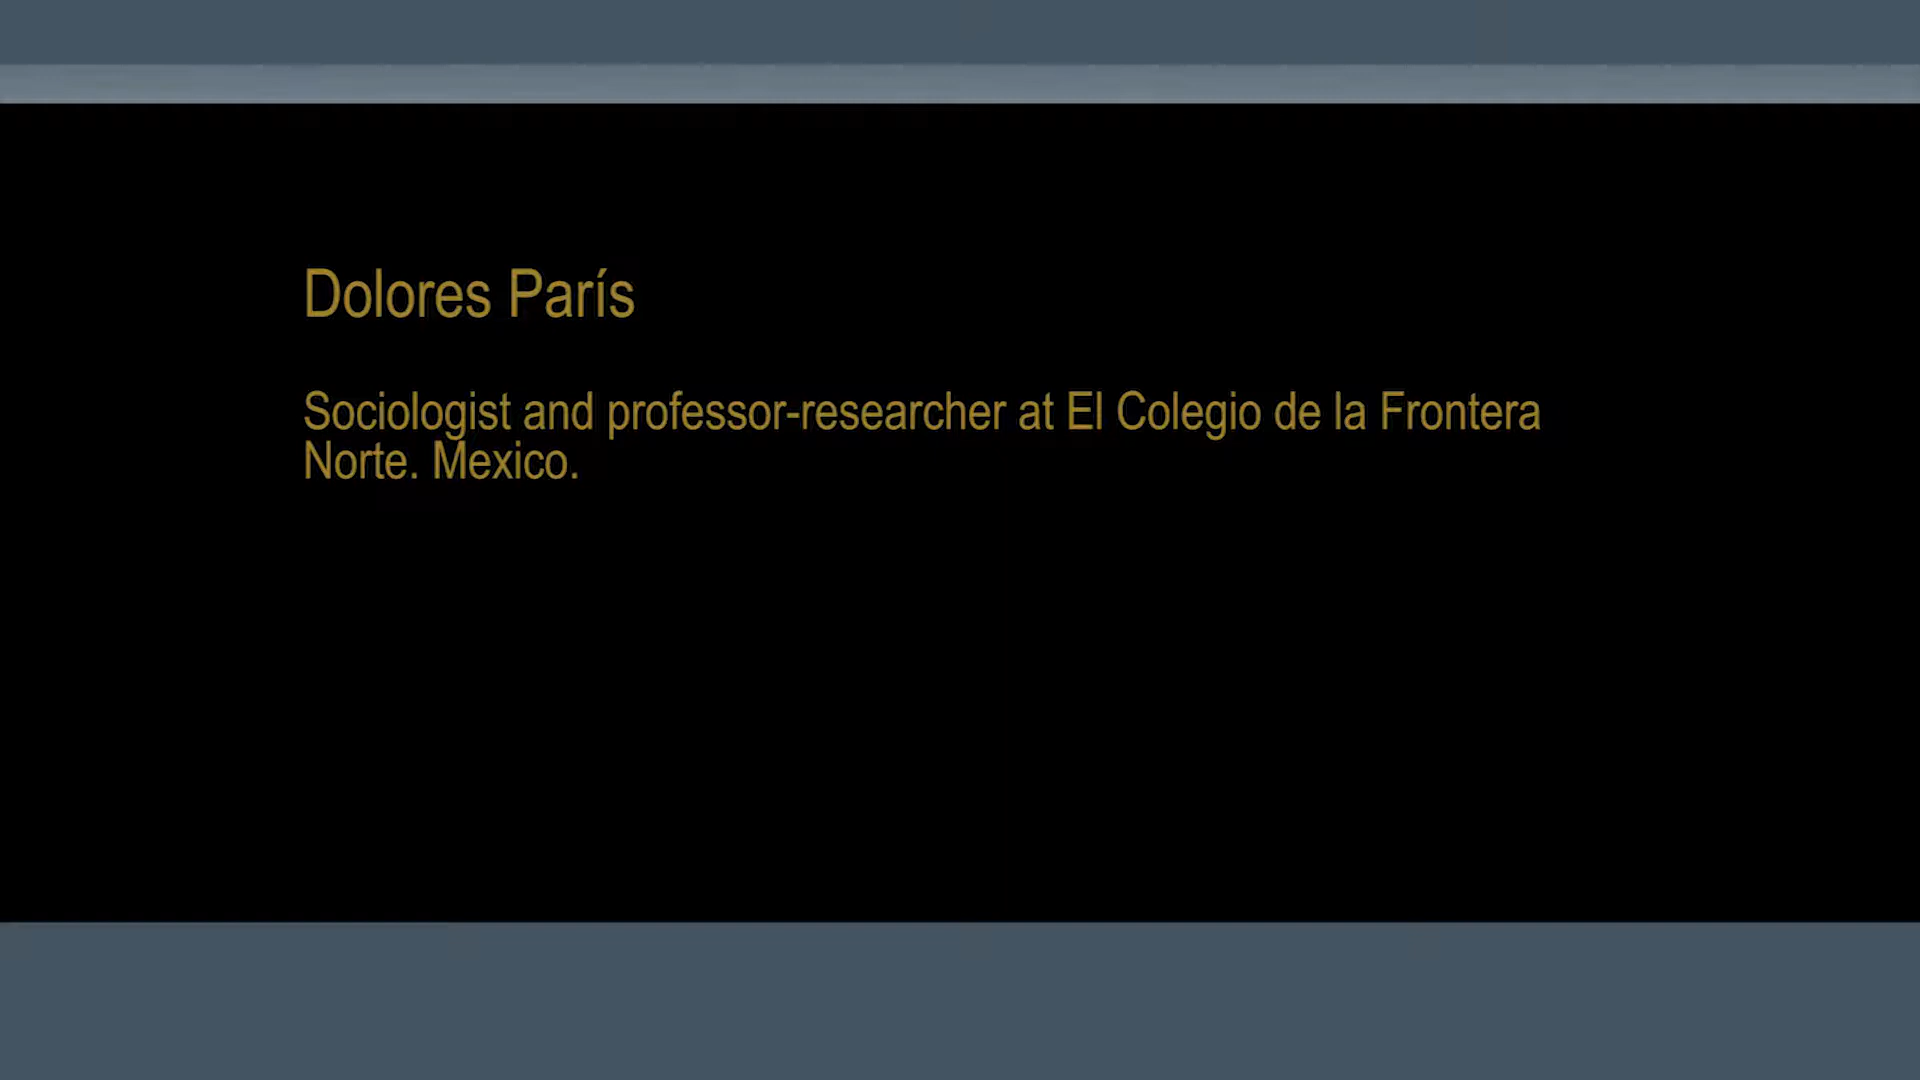 Dolores París
Sociologist and professor-researcher at El Colegio de la Frontera
Norte. Mexico.